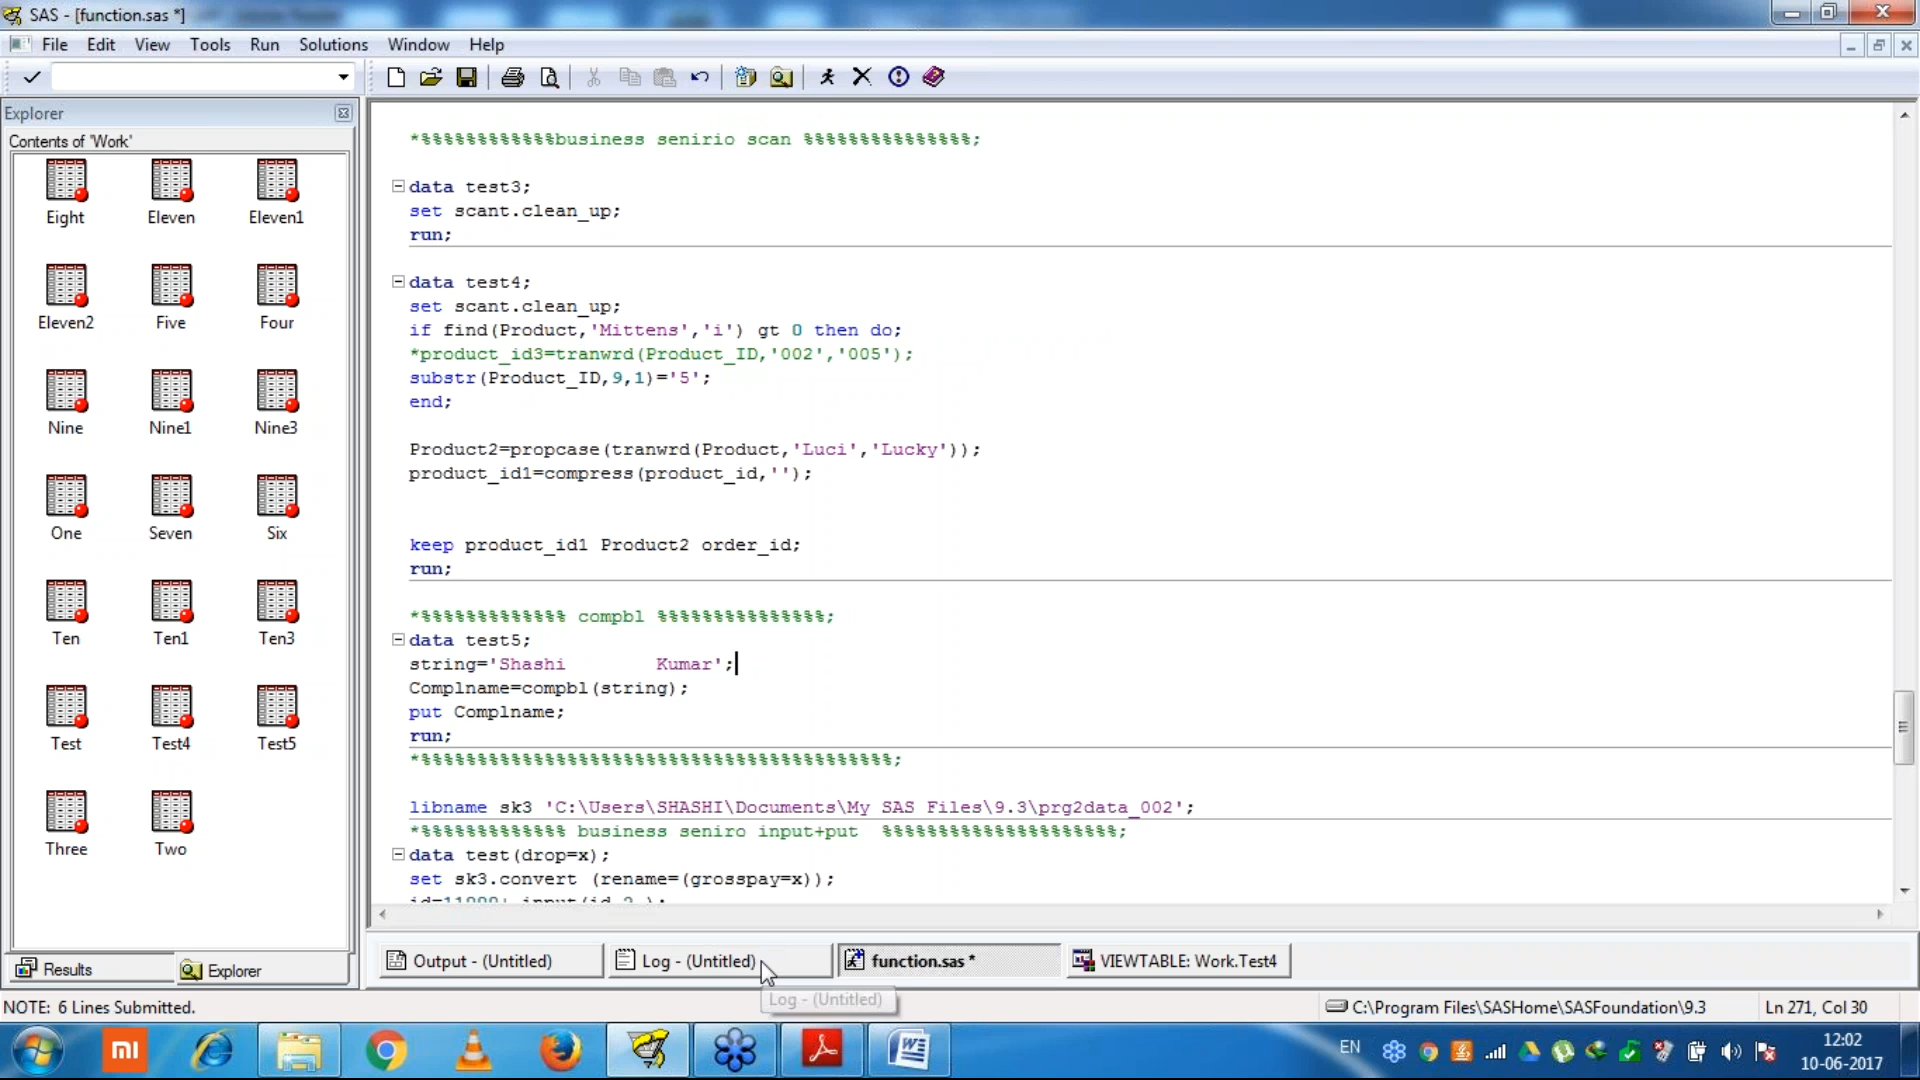 SAS - [function.sas *]
File Edit View Tools Run Solutions Window Help
Explorer
Contents of 'Work'
Eight Eleven Eleven1
Eleven2 Five Four
Nine Nine1 Nine3
One Seven Six
Ten Ten1 Ten3
Test Test4 Test5
Three Two
Results Explorer
*%%%%%%%%%%%%business senirio scan %%%%%%%%%%%%%%%;
data test3;
set scant.clean_up;
run;
data test4;
set scant.clean_up;
if find(Product,'Mittens','i') gt 0 then do;
*product_id3=tranwrd(Product_ID,'002','005');
substr(Product_ID,9,1)='5';
end;
Product2=propcase(tranwrd(Product,'Luci','Lucky'));
product_id1=compress(product_id,'');
keep product_id1 Product2 order_id;
run;
*%%%%%%%%%%%%% compbl %%%%%%%%%%%%%%%;
data test5;
string='Shashi        Kumar';
Complname=compbl(string);
put Complname;
run;
*%%%%%%%%%%%%%%%%%%%%%%%%%%%%%%%%%%%%%%%%%%;
libname sk3 'C:\Users\SHASHI\Documents\My SAS Files\9.3\prg2data_002';
*%%%%%%%%%%%%% business seniro input+put  %%%%%%%%%%%%%%%%%%%%%;
data test(drop=x);
set sk3.convert (rename=(grosspay=x));
Output - (Untitled) Log - (Untitled) function.sas * VIEWTABLE: Work.Test4
Log - (Untitled)
NOTE: 6 Lines Submitted. C:\Program Files\SASHome\SASFoundation\9.3 Ln 271, Col 30
EN 12:02
10-06-2017